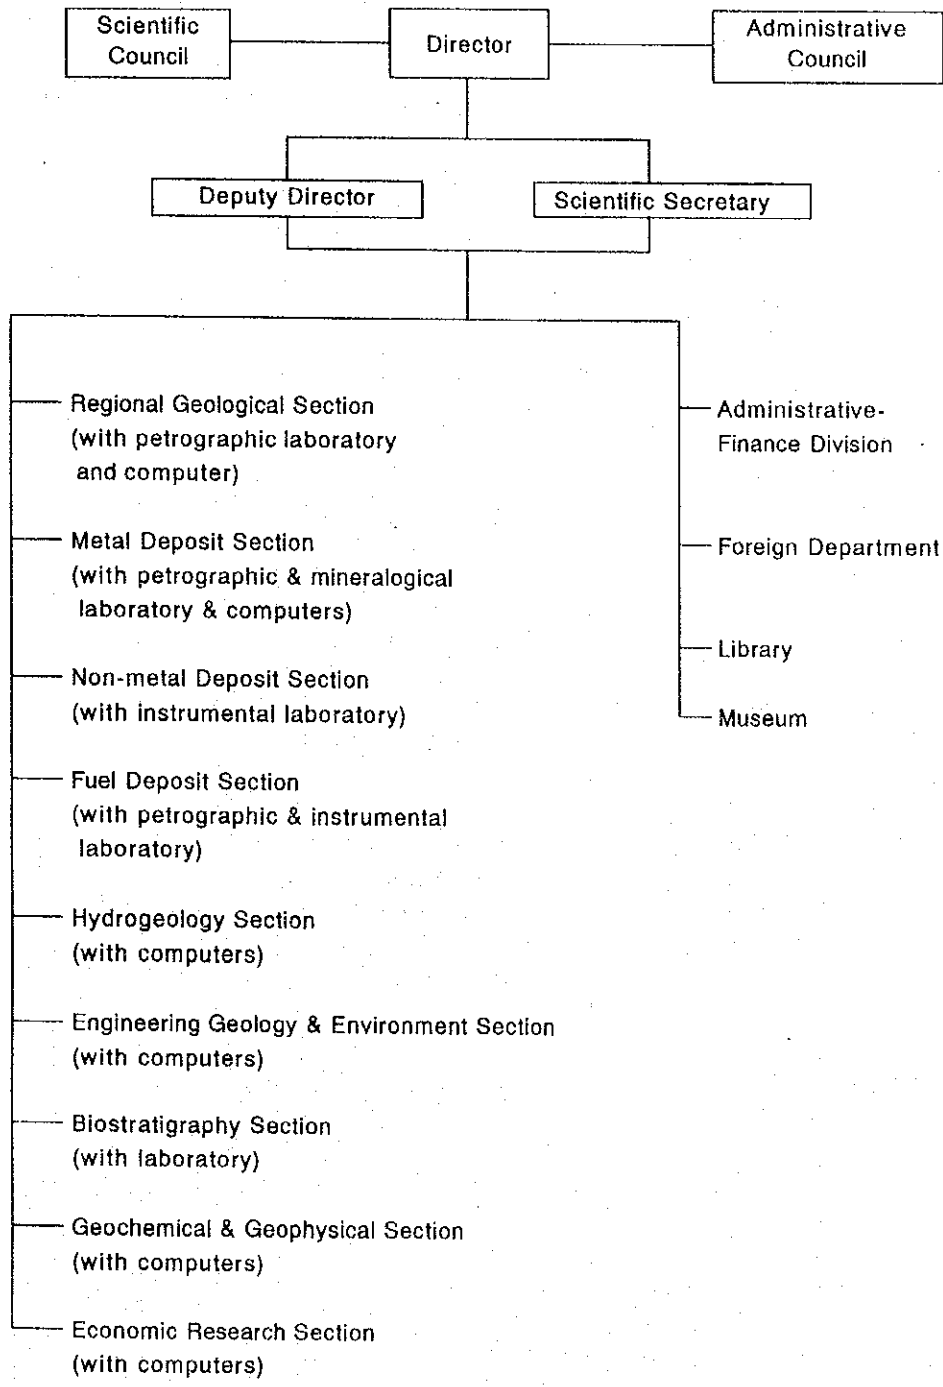 Scientific
Council
Director
Administrative
Council
Deputy Director
Scientific Secretary
Regional Geological Section
(with petrographic laboratory
and computer)
Metal Deposit Section
(with petrographic & mineralogical
laboratory & computers)
Non-metal Deposit Section
(with instrumental laboratory)
Fuel Deposit Section
(with petrographic & instrumental
laboratory)
Hydrogeology Section
(with computers)
Engineering Geology & Environment Section
(with computers)
Biostratigraphy Section
(with laboratory)
Geochemical & Geophysical Section
(with computers)
Economic Research Section
(with computers)
Administrative-
Finance Division
Foreign Department
Library
Museum